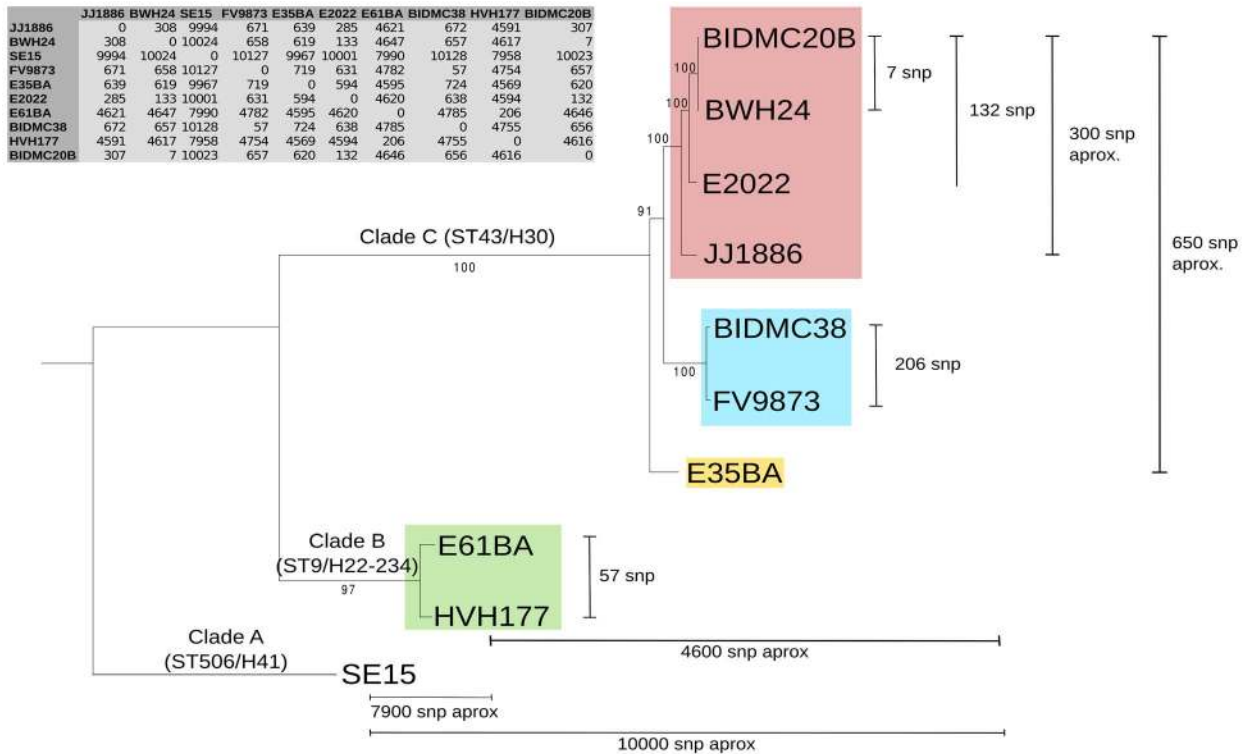 JJ1886 BWH24 SE15 FV9873 E35BA E2022 E61BA BIDMC38 HVH177 BIDMC20B
JJ1886 0 308 9994 671 639 285 4621 672 4591 307
BWH24 308 0 10024 658 619 133 4647 657 4617 7
SE15 9994 10024 0 10127 9967 10001 7990 10128 7958 10023
FV9873 671 658 10127 0 719 631 4782 57 4754 657
E35BA 639 619 9967 719 0 594 4595 724 4569 620
E2022 285 133 10001 631 594 0 4620 638 4594 132
E61BA 4621 4647 7990 4782 4595 4620 0 4785 206 4646
BIDMC38 672 657 10128 57 724 638 4785 0 4755 656
HVH177 4591 4617 7958 4754 4569 4594 206 4755 0 4616
BIDMC20B 307 7 10023 657 620 132 4646 656 4616 0
BIDMC20B
100
7 snp
100
BWH24
132 snp
300 snp
aprox.
100
E2022
91
Clade C (ST43/H30)
100
JJ1886
650 snp
aprox.
BIDMC38
100
206 snp
FV9873
E35BA
Clade B
(ST9/H22-234)
97
E61BA
57 snp
HVH177
Clade A
(ST506/H41)
SE15
4600 snp aprox
7900 snp aprox
10000 snp aprox